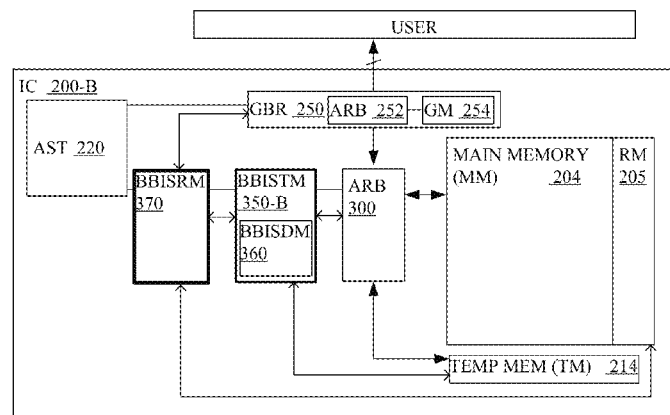 USER
IC 200-B
GBR 250
ARB 252
GM 254
AST 220
BBISRM
370
BBISTM
350-B
BBISDM
360
ARB
300
MAIN MEMORY
(MM) 204
RM
205
TEMP MEM (TM) 214